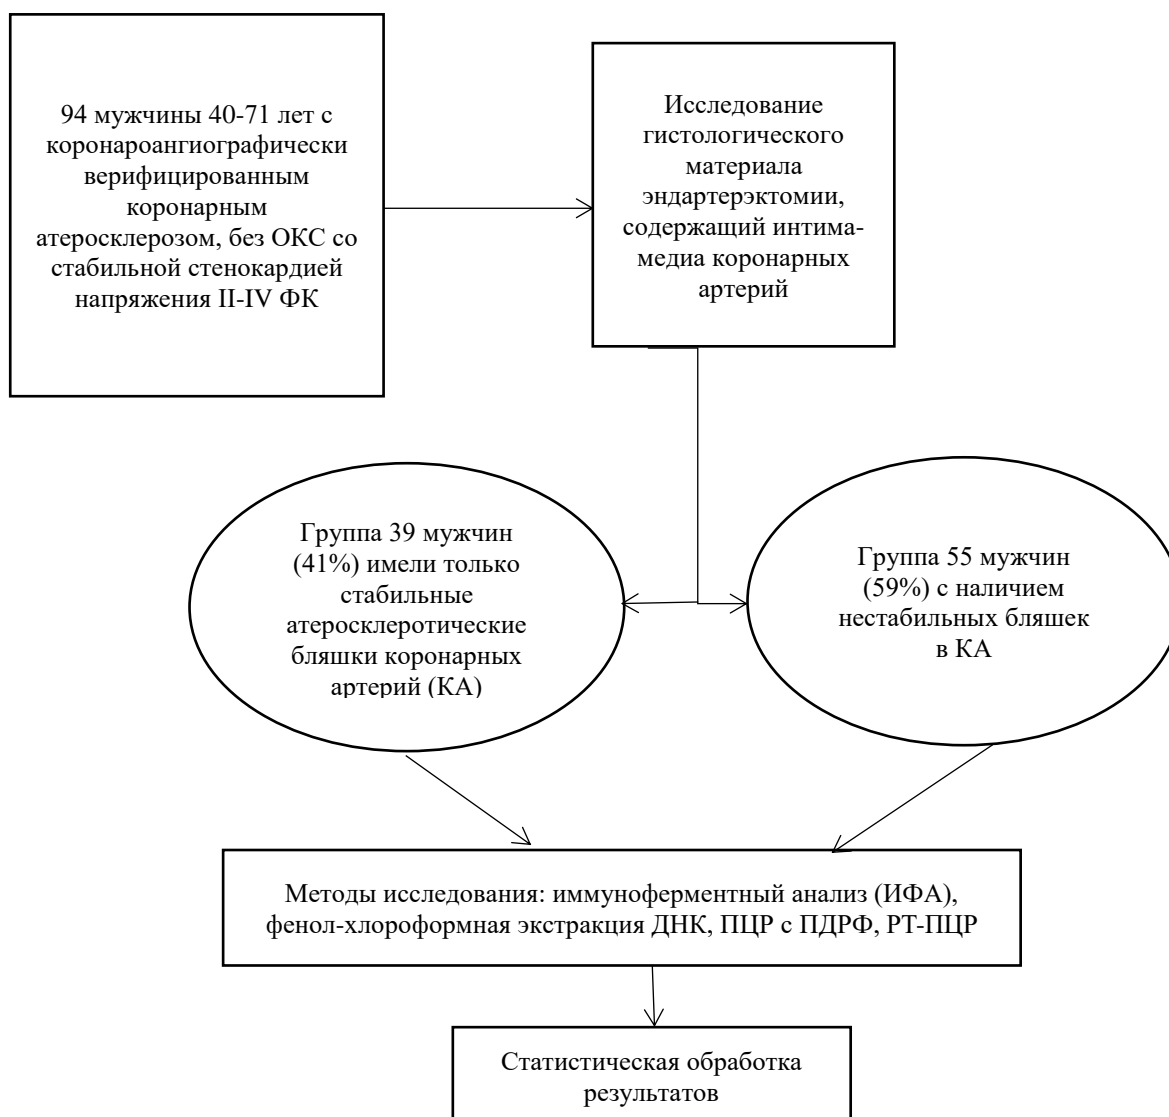 94 мужчины 40-71 лет с
коронароангиографически
верифицированным
коронарным
атеросклерозом, без ОКС со
стабильной стенокардией
напряжения II-IV ФК
Исследование
гистологического
материала
эндартерэктомии,
содержащий интима-
медиа коронарных
артерий
Группа 39 мужчин
(41%) имели только
стабильные
атеросклеротические
бляшки коронарных
артерий (КА)
Группа 55 мужчин
(59%) с наличием
нестабильных бляшек
в КА
Методы исследования: иммуноферментный анализ (ИФА),
фенол-хлороформная экстракция ДНК, ПЦР с ПДРФ, РТ-ПЦР
Статистическая обработка
результатов